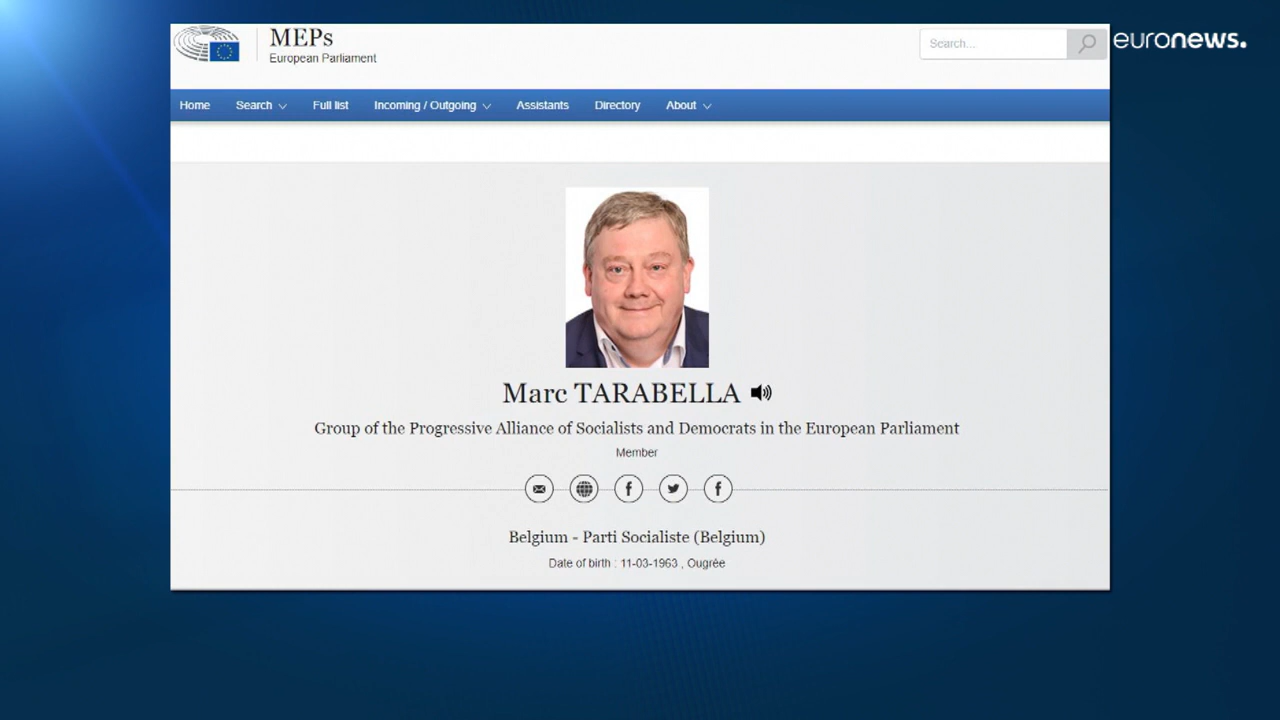 MEPs
European Parliament
Search...
euronews.
Home Search Full list Incoming / Outgoing Assistants Directory About
Marc TARABELLA
Group of the Progressive Alliance of Socialists and Democrats in the European Parliament
Member
Belgium - Parti Socialiste (Belgium)
Date of birth : 11-03-1963 , Ougrée